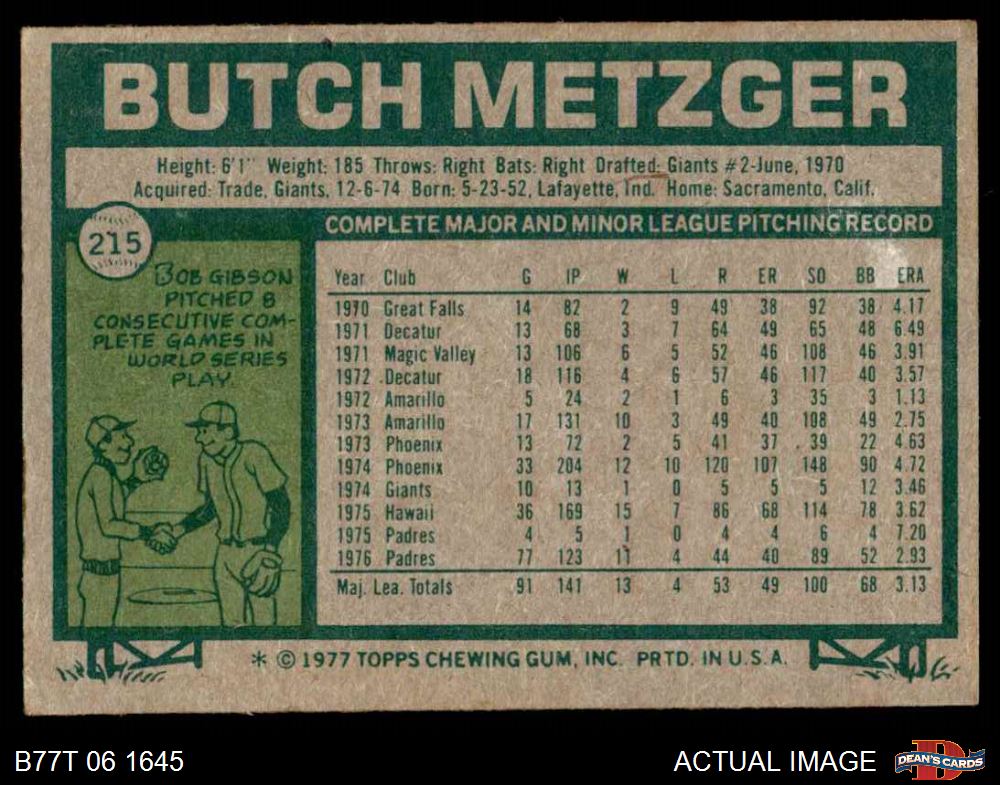 BUTCH METZGER
Height: 6'1" Weight: 185 Throws: Right Bats: Right Drafted: Giants #2-June, 1970
Acquired: Trade, Giants, 12-6-74 Born: 5-23-52, Lafayette, Ind. Home: Sacramento, Calif.
215
BOB GIBSON
PITCHED 8
CONSECUTIVE COM-
PLETE GAMES IN
WORLD SERIES
PLAY
COMPLETE MAJOR AND MINOR LEAGUE PITCHING RECORD
Year Club G IP W L R ER SO BB ERA
1970 Great Falls 14 82 2 9 49 38 92 38 4.17
1971 Decatur 13 68 3 7 64 49 65 48 6.49
1971 Magic Valley 13 106 6 5 52 46 108 46 3.91
1972 Decatur 18 116 4 6 57 46 117 40 3.57
1972 Amarillo 5 24 2 1 6 3 35 3 1.13
1973 Amarillo 17 131 10 3 49 40 108 49 2.75
1973 Phoenix 13 72 2 5 41 37 39 22 4.63
1974 Phoenix 33 204 12 10 120 107 148 90 4.72
1974 Giants 10 13 1 0 5 5 5 12 3.46
1975 Hawaii 36 169 15 7 86 68 114 78 3.62
1975 Padres 4 5 1 0 4 4 6 4 7.20
1976 Padres 77 123 11 4 44 40 89 52 2.93
Maj. Lea. Totals 91 141 13 4 53 49 100 68 3.13
* © 1977 TOPPS CHEWING GUM, INC. PRTD. IN U.S.A.
B77T 06 1645
ACTUAL IMAGE
D
DEAN'S CARDS